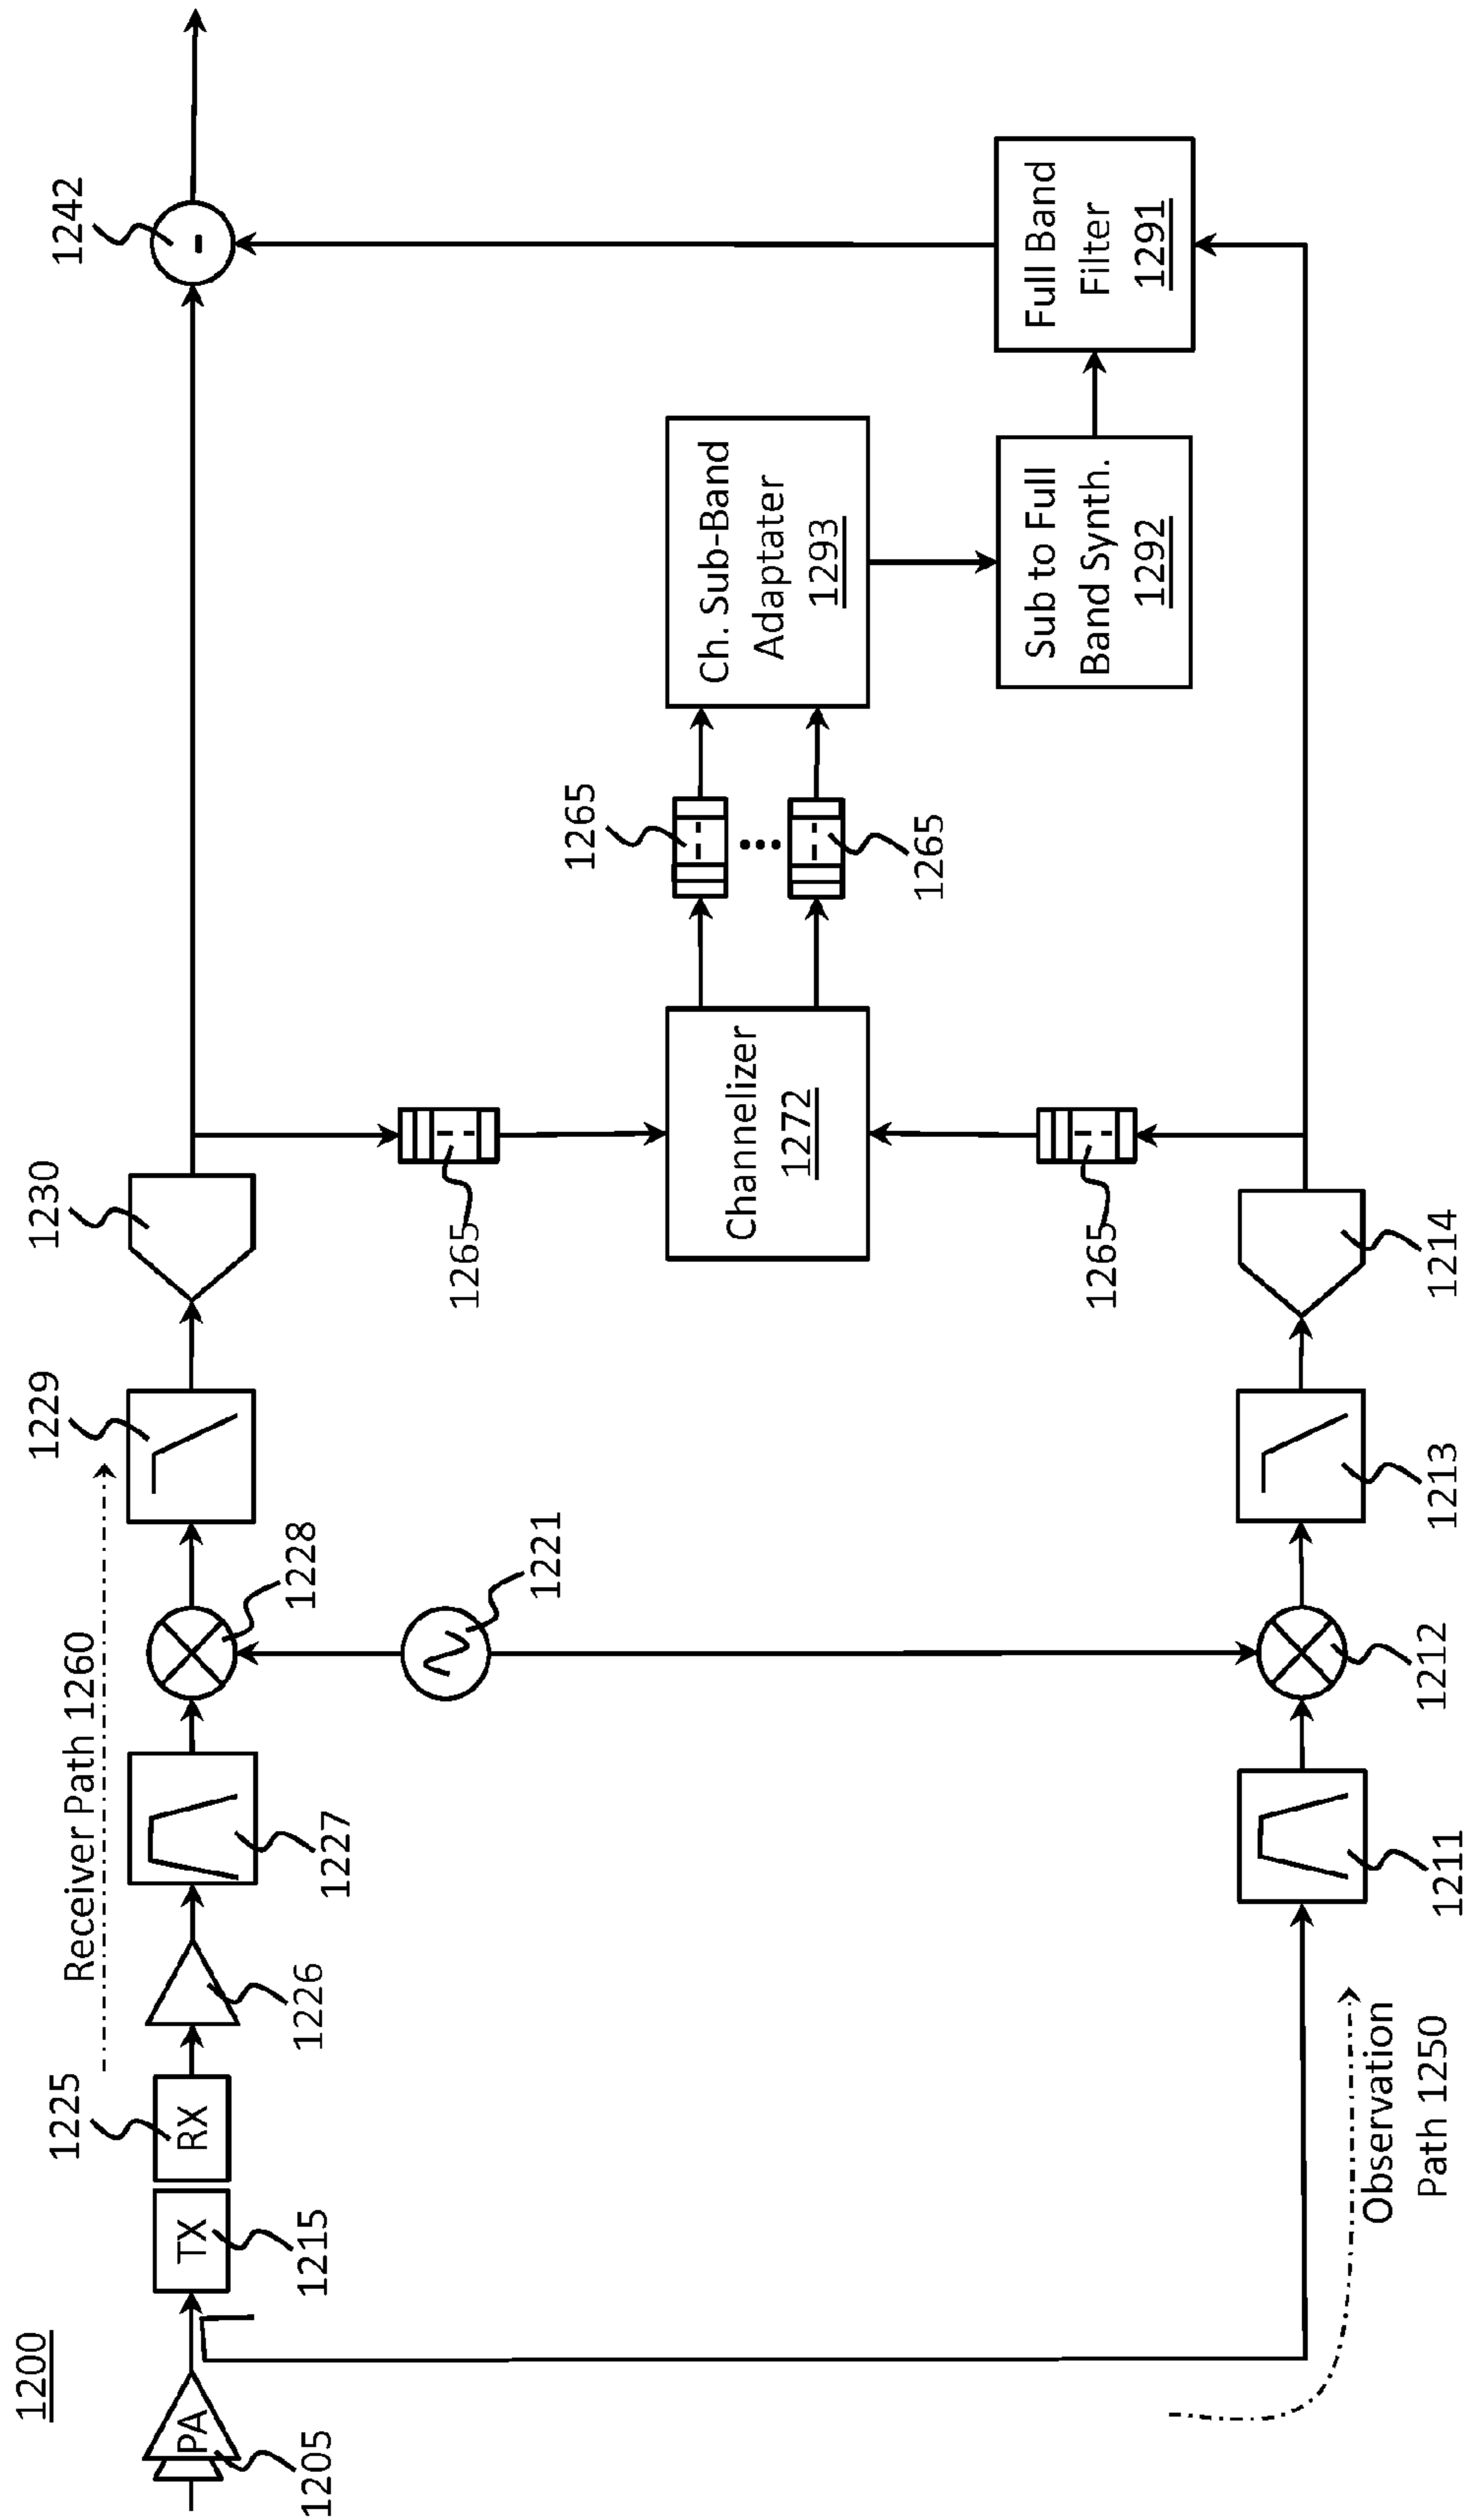 1200
1205
PA
1215
TX
1225
RX
Receiver Path 1260
1226
1227
1228
1229
1230
1242
1221
1265
1265
Channelizer
1272
1265
1265
Ch. Sub-Band
Adaptater
1293
Sub to Full
Band Synth.
1292
Full Band
Filter
1291
Observation
Path 1250
1211
1212
1213
1214